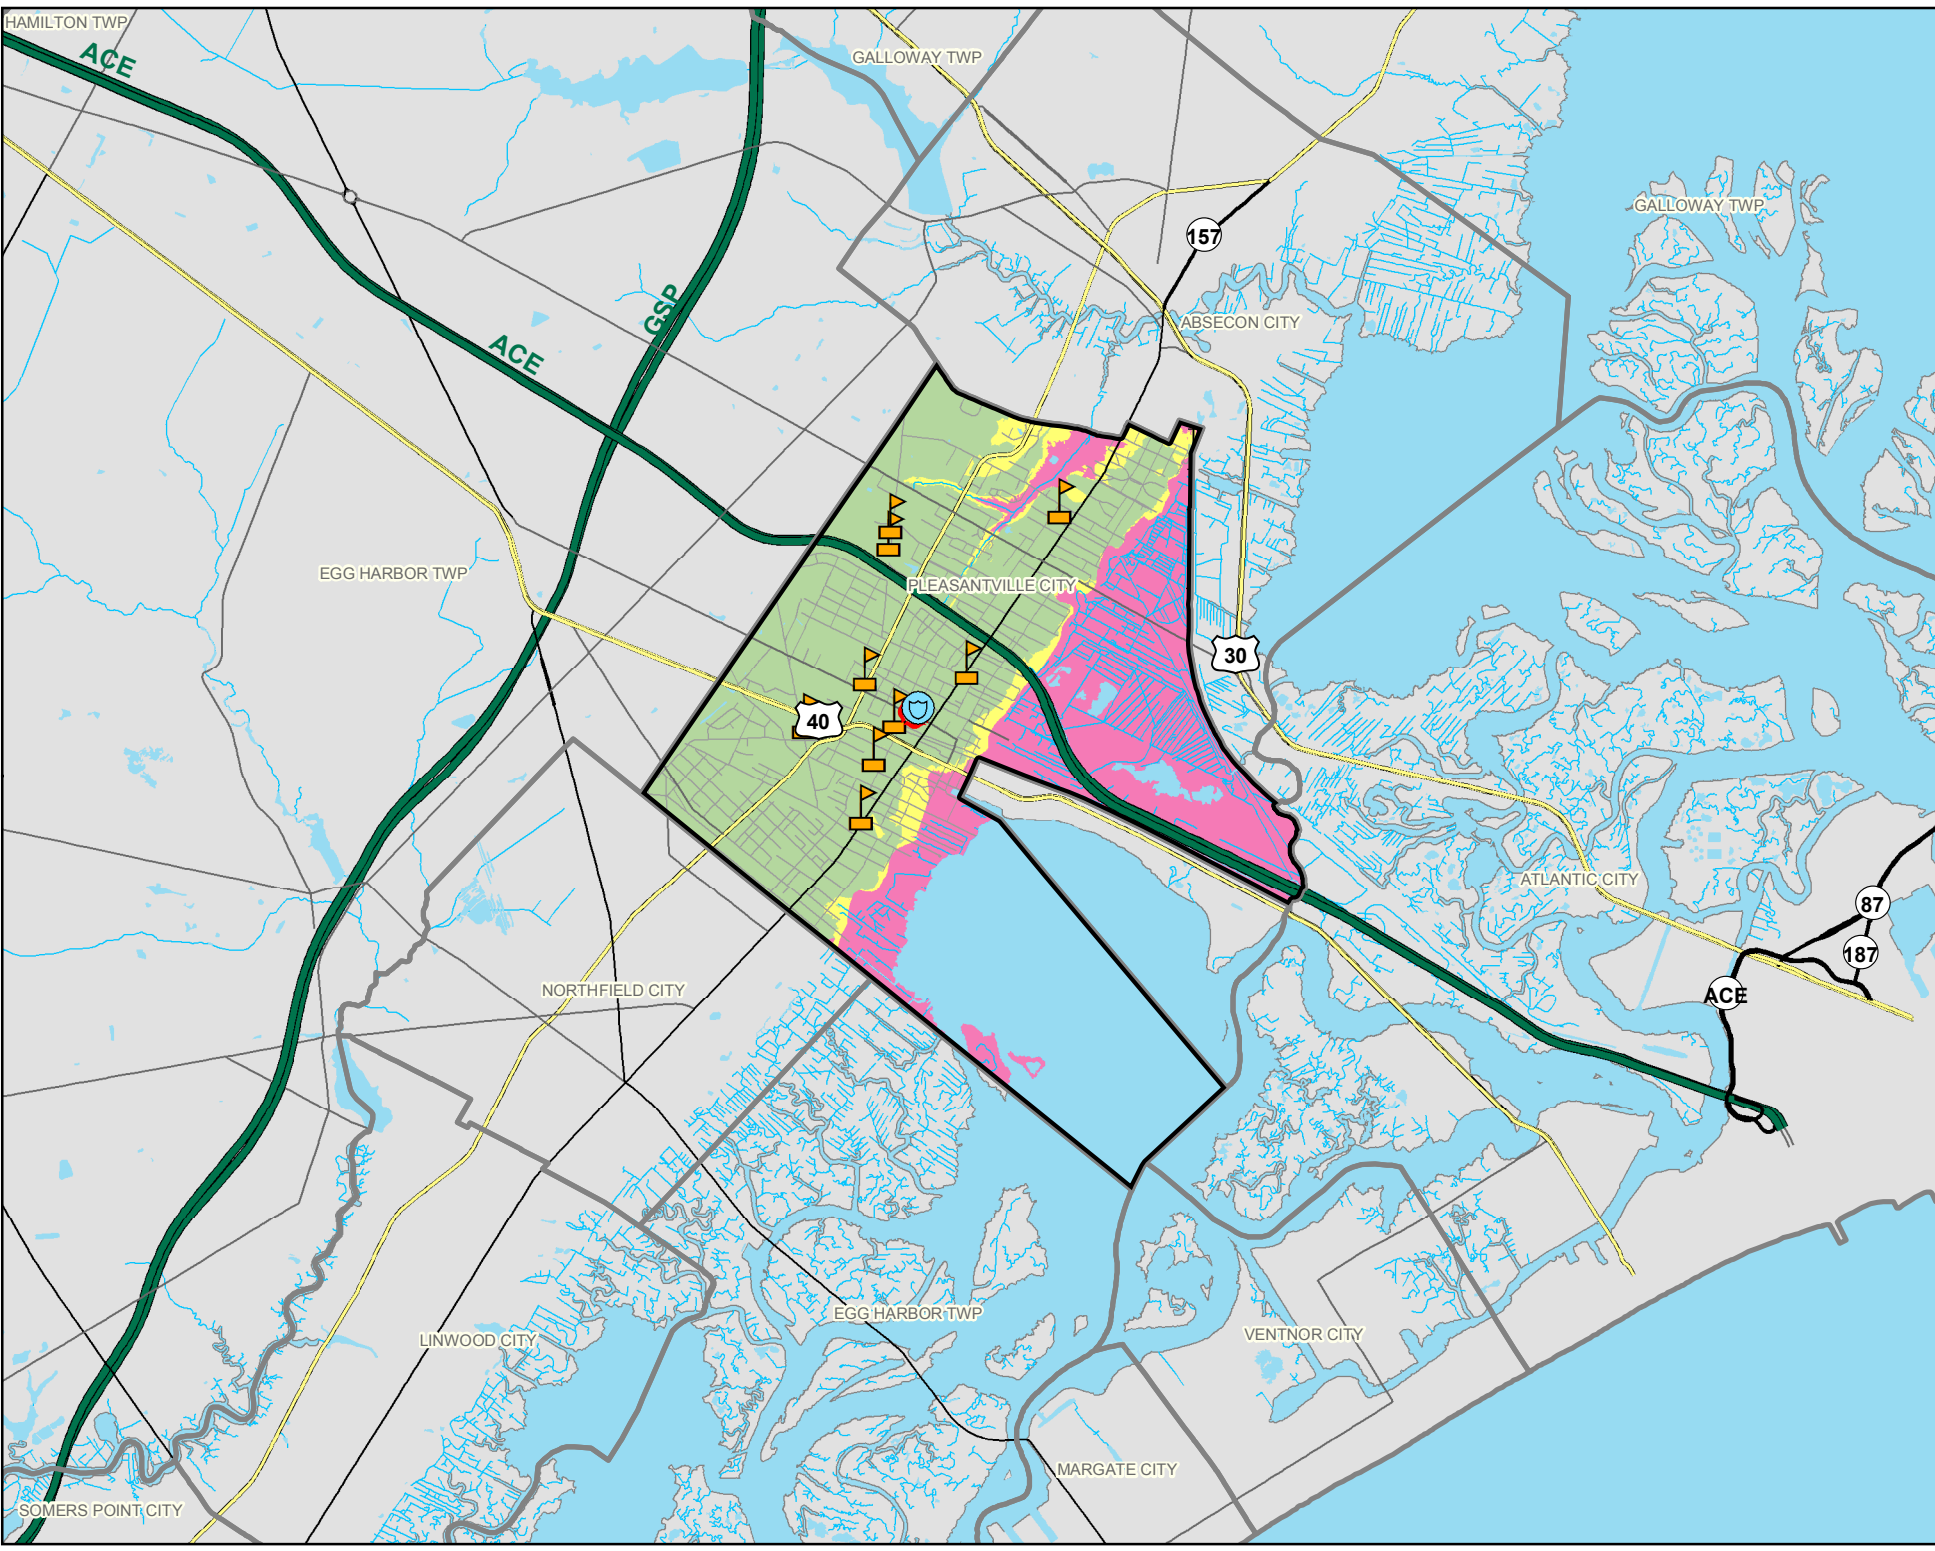 HAMILTON TWP
ACE
GALLOWAY TWP
GALLOWAY TWP
157
GSP
ABSECON CITY
ACE
EGG HARBOR TWP
PLEASANTVILLE CITY
30
40
ATLANTIC CITY
87
187
NORTHFIELD CITY
ACE
EGG HARBOR TWP
VENTNOR CITY
LINWOOD CITY
MARGATE CITY
SOMERS POINT CITY